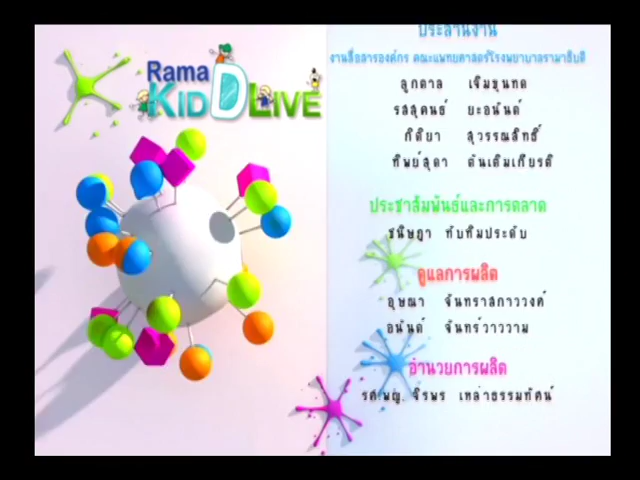 Rama
KIDDLIVE
ประสานงาน
งานสื่อสารองค์กร คณะแพทยศาสตร์โรงพยาบาลรามาธิบดี
ลูกตาล เจิมขุนทด
รสสุคนธ์ ยะอนันต์
กิติยา สุวรรณสิทธิ์
ทิพย์สุดา ตันเติมเกียรติ
ประชาสัมพันธ์และการตลาด
ชนิษฎา ทับทิมประดับ
ดูแลการผลิต
อุษณา จันทราสภาววงศ์
อนันต์ จันทร์วาววาม
อำนวยการผลิต
รศ.พญ. จิรพร เหล่าธรรมทัศน์